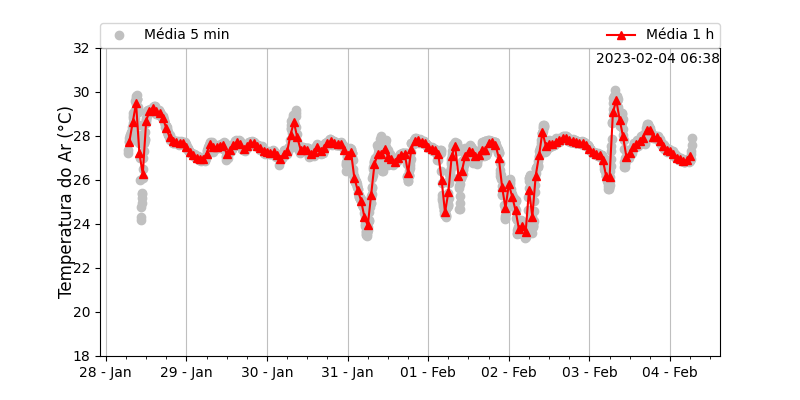 Média 5 min
Média 1 h
2023-02-04 06:38
Temperatura do Ar (°C)
32
30
28
26
24
22
20
18
28 - Jan
29 - Jan
30 - Jan
31 - Jan
01 - Feb
02 - Feb
03 - Feb
04 - Feb